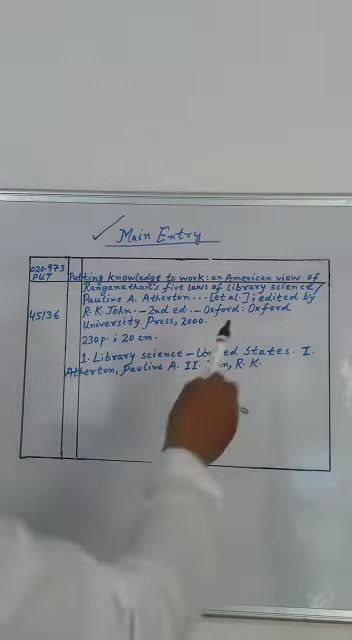 Main Entry
020.973
PUT
Putting Knowledge to work: an American view of
Ranganathan's five laws of library science/
Pauline A. Atherton...[et al.]; edited by
R.K. John. - 2nd ed. - Oxford: Oxford
University Press, 2000.
45136
230p.; 20 cm.
1. Library science - United States. I.
Atherton, Pauline A. II. R. K.